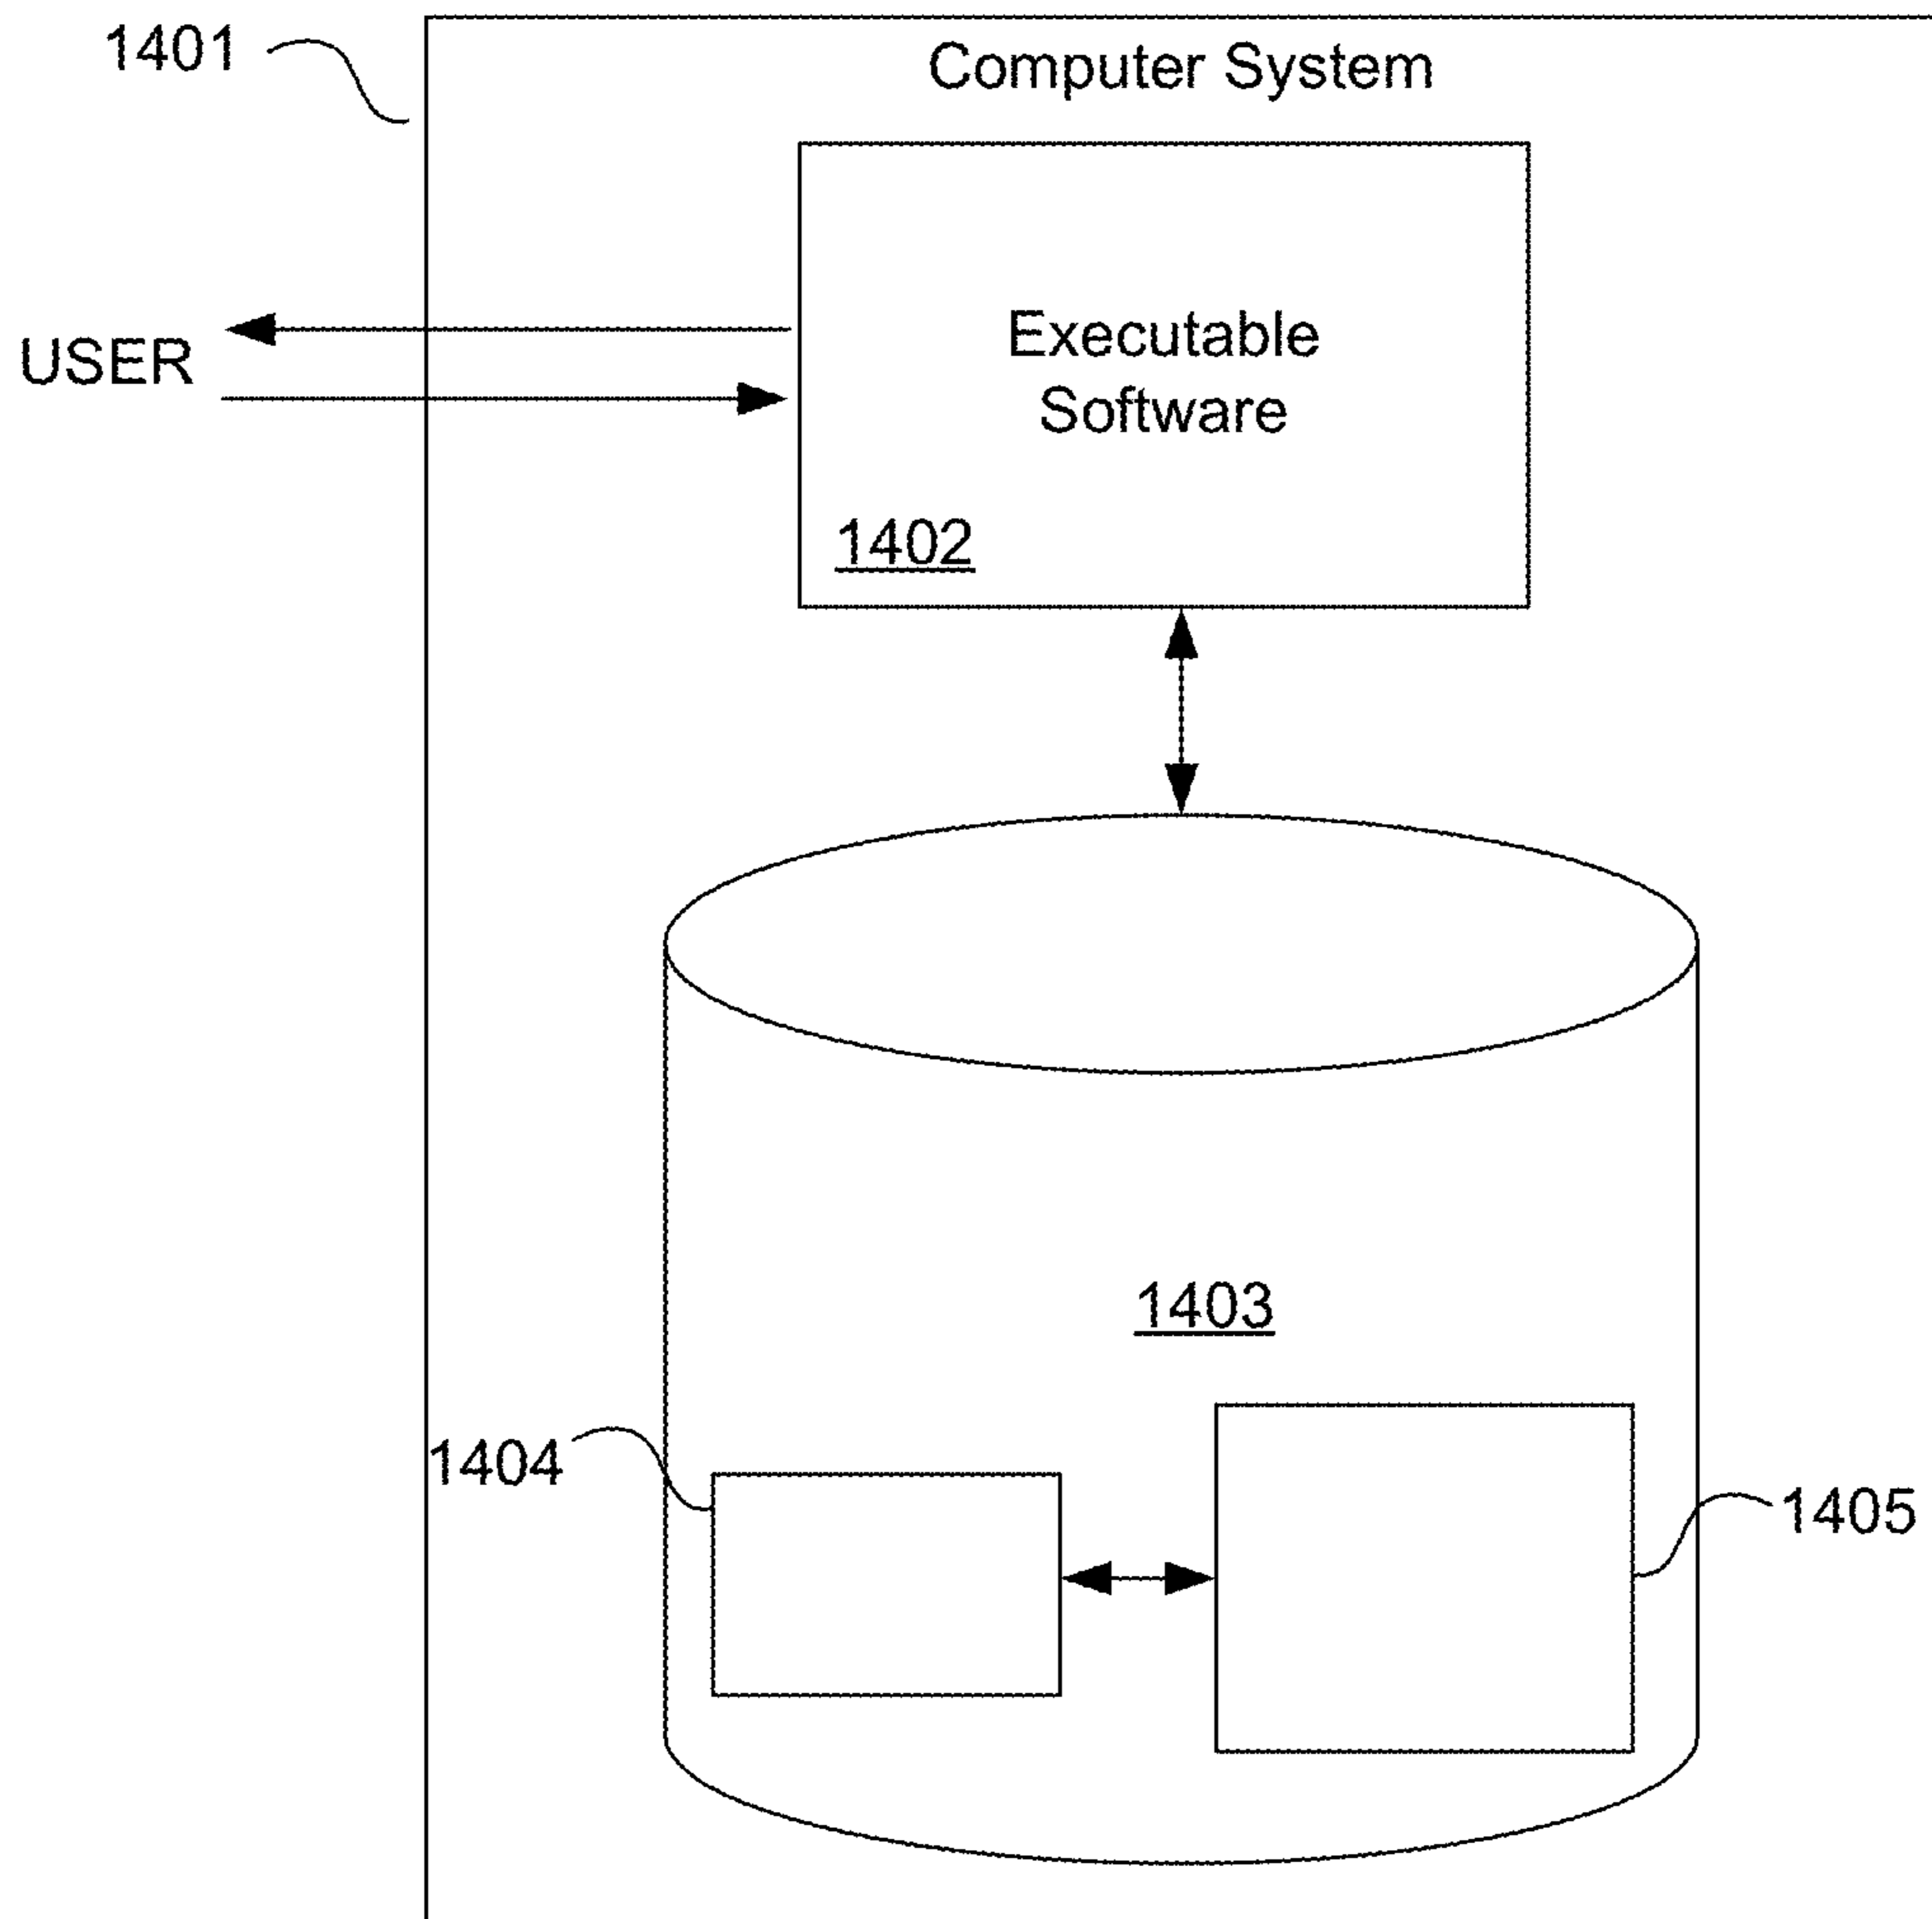 1401
Computer System
USER
Executable
Software
1402
1403
1404
1405